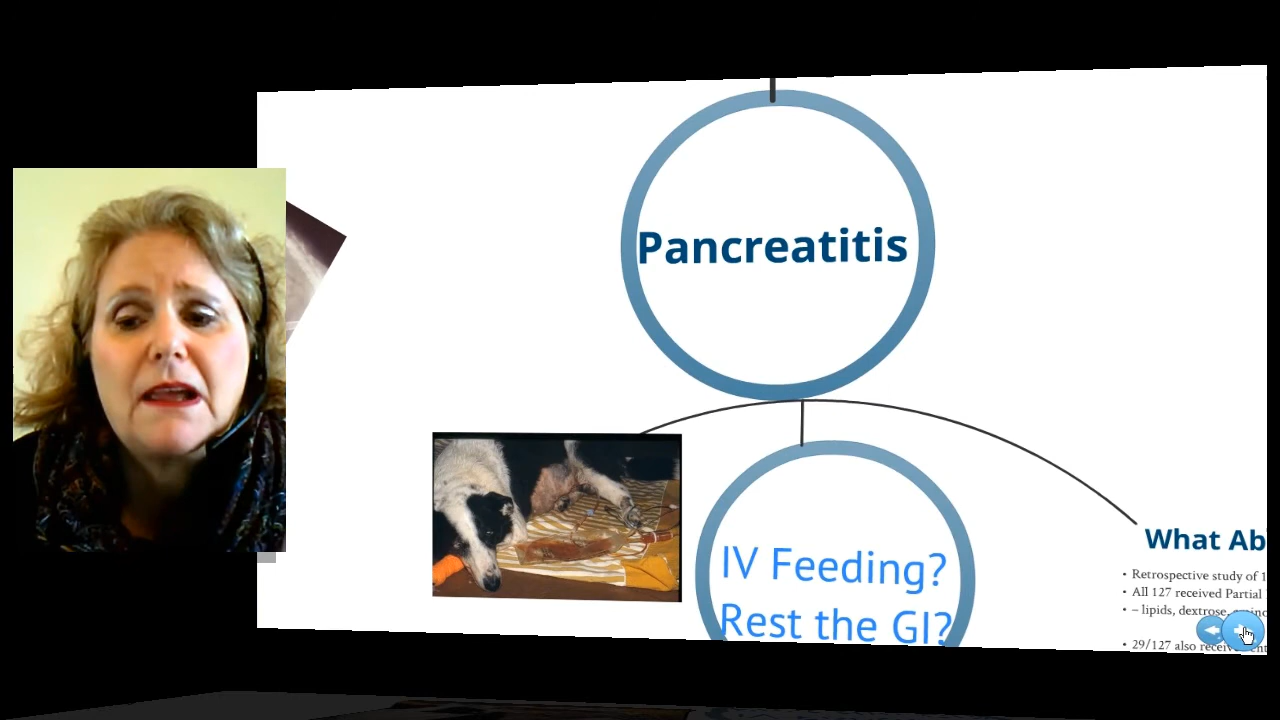 Pancreatitis
IV Feeding?
Rest the GI?
What Ab
• Retrospective study of 1
• All 127 received Partial
• – lipids, dextrose,
• 29/127 also